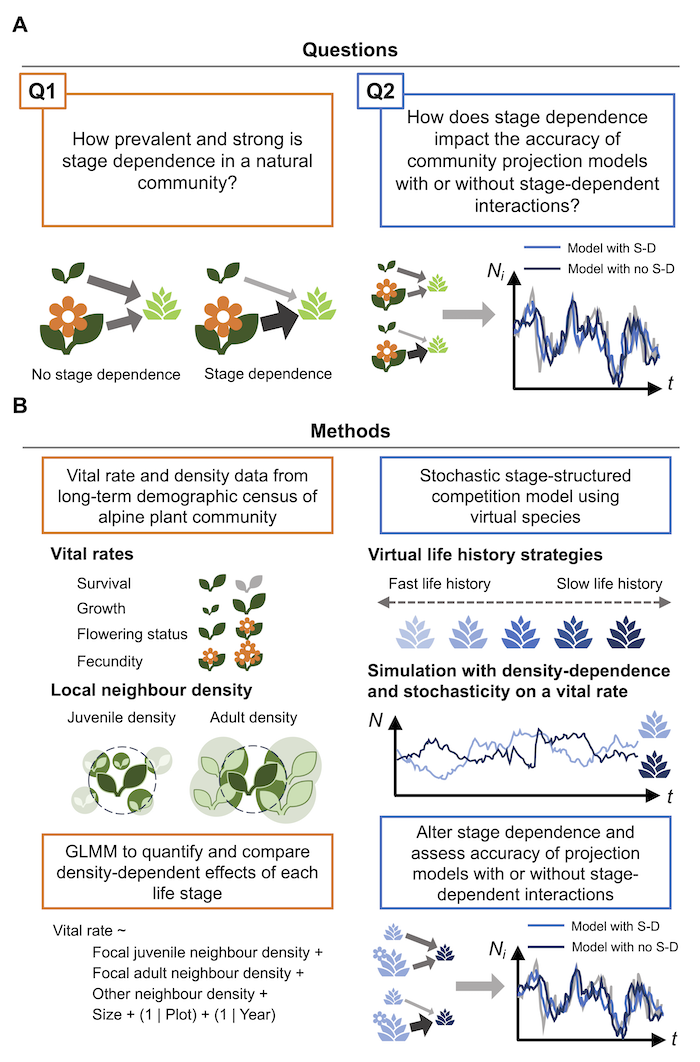 A
Questions
Q1
How prevalent and strong is
stage dependence in a natural
community?
No stage dependence
Stage dependence
Q2
How does stage dependence
impact the accuracy of
community projection models
with or without stage-dependent
interactions?
Model with S-D
Model with no S-D
Ni
t
B
Methods
Vital rate and density data from
long-term demographic census of
alpine plant community
Vital rates
Survival
Growth
Flowering status
Fecundity
Local neighbour density
Juvenile density
Adult density
GLMM to quantify and compare
density-dependent effects of each
life stage
Vital rate ~
Focal juvenile neighbour density +
Focal adult neighbour density +
Other neighbour density +
Size + (1 | Plot) + (1 | Year)
Stochastic stage-structured
competition model using
virtual species
Virtual life history strategies
Fast life history
Slow life history
Simulation with density-dependence
and stochasticity on a vital rate
N
t
Alter stage dependence and
assess accuracy of projection
models with or without stage-
dependent interactions
Model with S-D
Model with no S-D
Ni
t